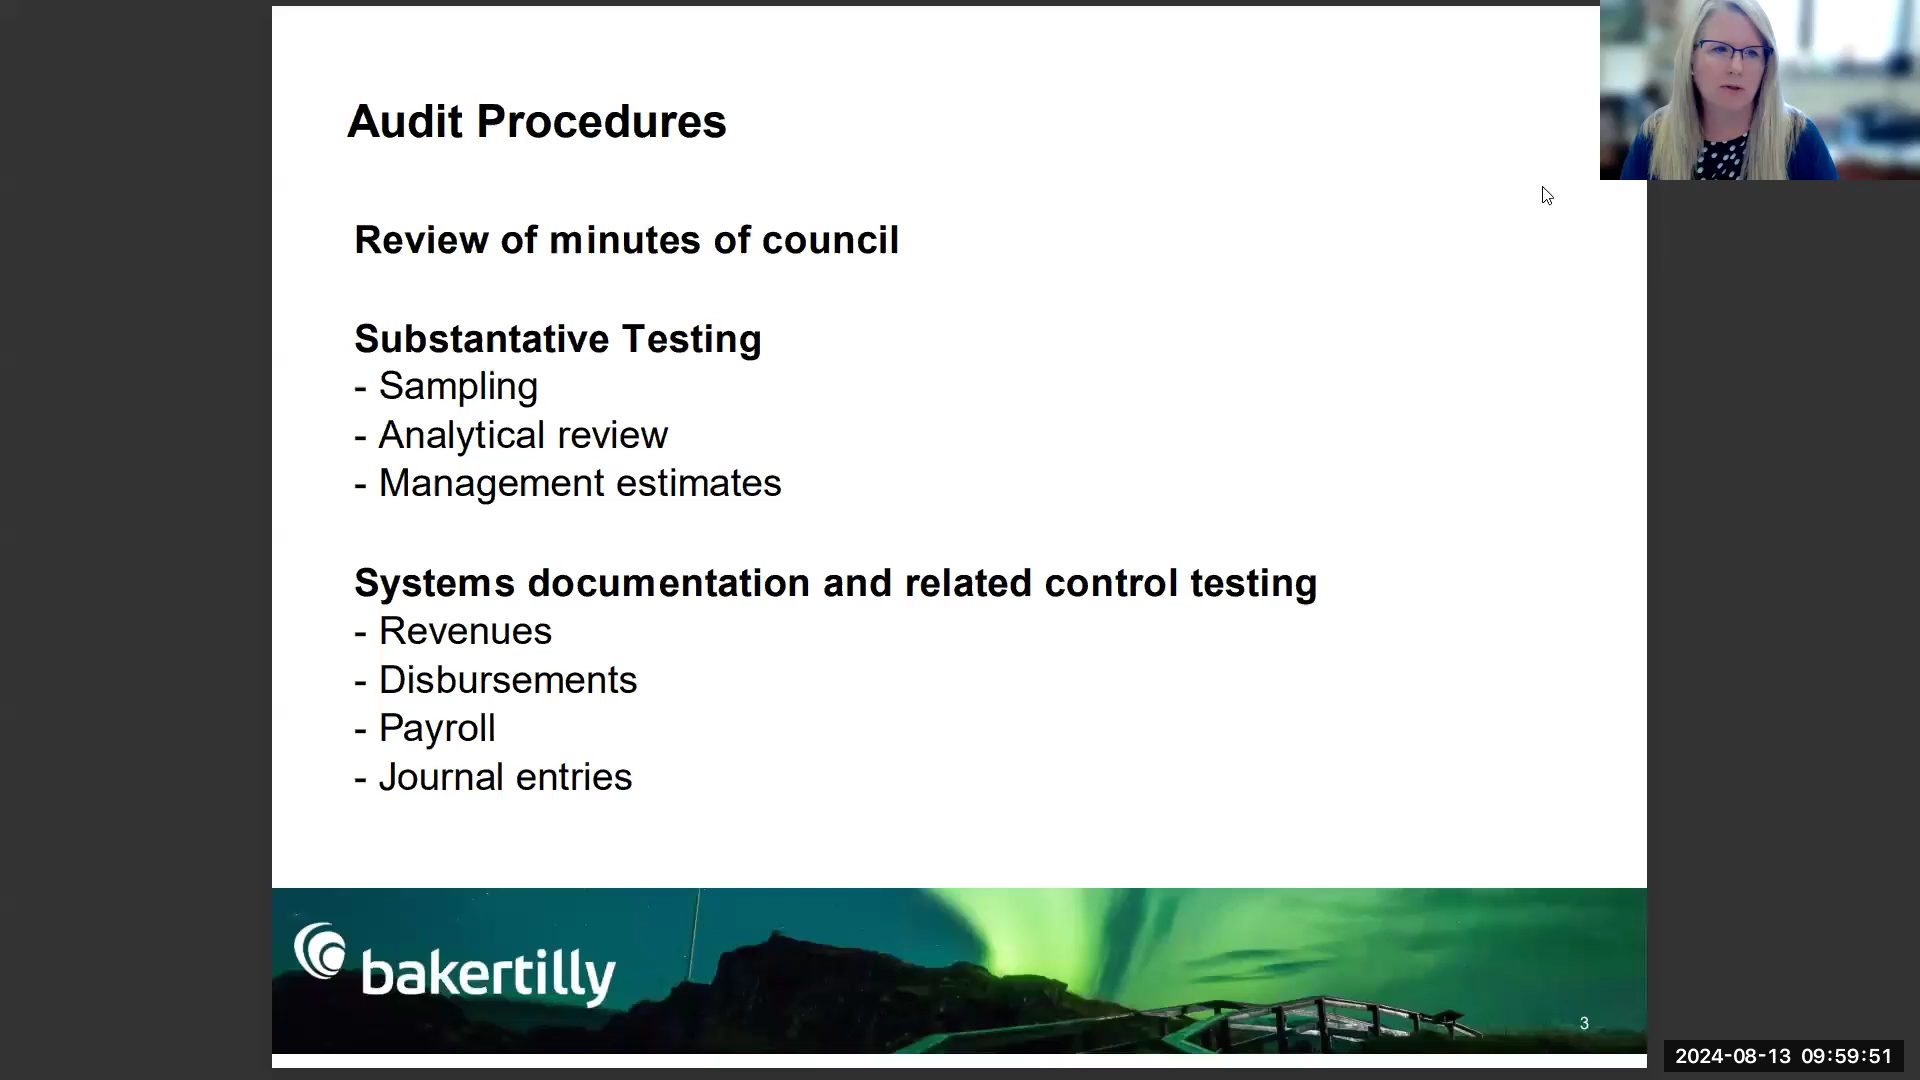 Audit Procedures
Review of minutes of council
Substantative Testing
- Sampling
- Analytical review
- Management estimates
Systems documentation and related control testing
- Revenues
- Disbursements
- Payroll
- Journal entries
bakertilly
3
2024-08-13 09:59:51